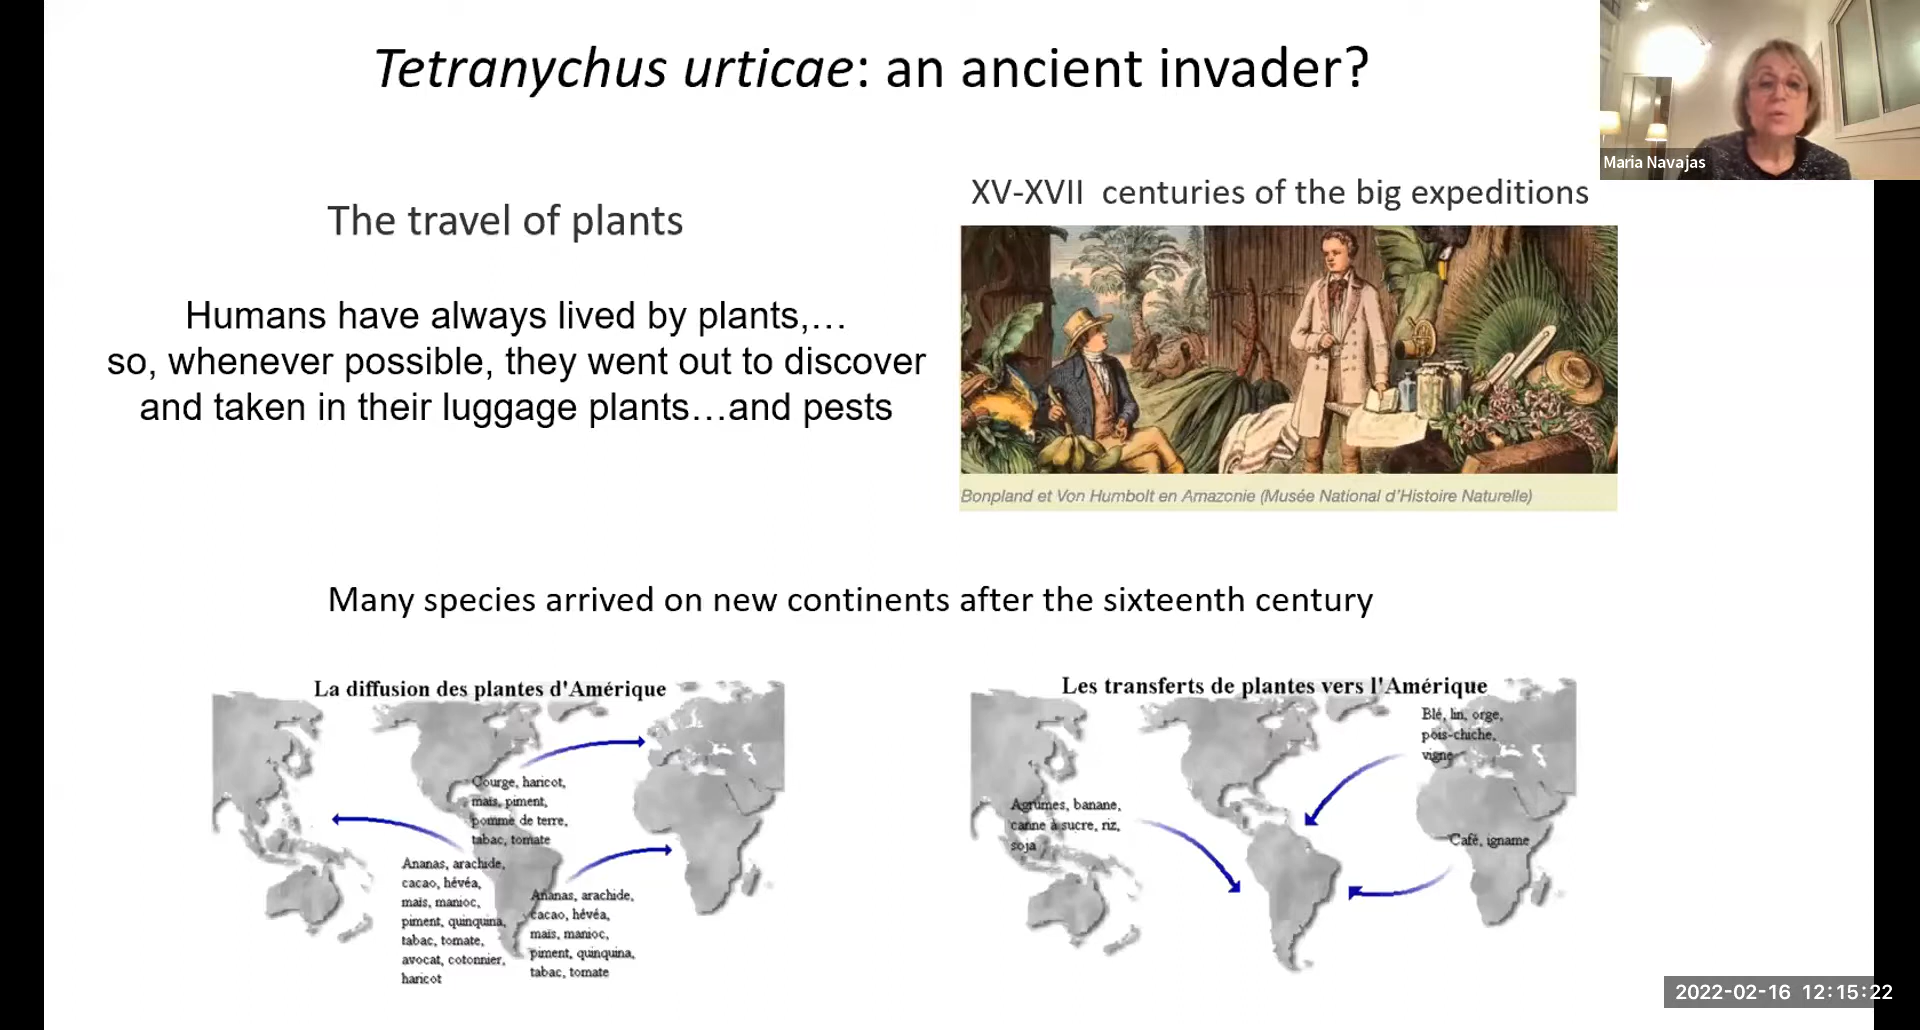 Tetranychus urticae: an ancient invader?
Maria Navajas
The travel of plants
XV-XVII centuries of the big expeditions
Humans have always lived by plants,…
so, whenever possible, they went out to discover
and taken in their luggage plants…and pests
Bonpland et Von Humbolt en Amazonie (Musée National d'Histoire Naturelle)
Many species arrived on new continents after the sixteenth century
La diffusion des plantes d'Amérique
Courge, haricot,
mais, piment,
pomme de terre,
tabac, tomate
Ananas, arachide,
cacao, hévéa,
mais, manioc,
piment, quinquina,
tabac, tomate,
avocat, cotonnier,
haricot
Ananas, arachide,
cacao, hévéa,
mais, manioc,
piment, quinquina,
tabac, tomate
Les transferts de plantes vers l'Amérique
Blé, lin, orge,
pois-chiche,
vigne
Agrumes, banane,
canne à sucre, riz,
soja
Café, igname
2022-02-16 12:15:22